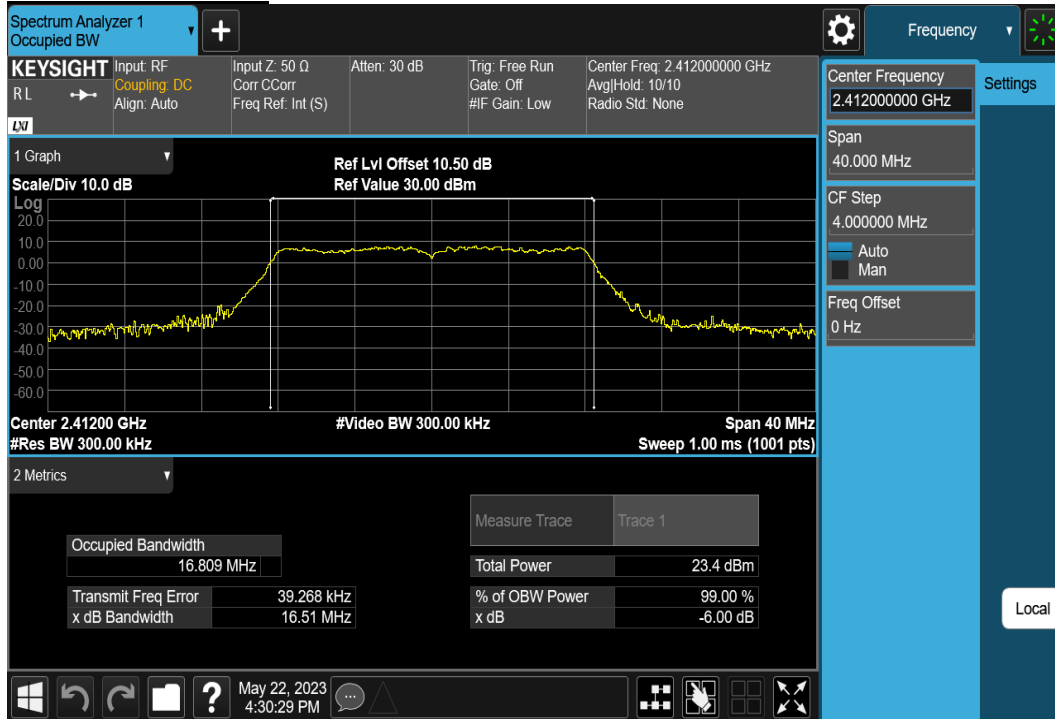 Spectrum Analyzer 1
Occupied BW
+
Frequency
KEYSIGHT
RL
LXI
Input: RF
Coupling: DC
Align: Auto
Input Z: 50 Ω
Corr CCorr
Freq Ref: Int (S)
Atten: 30 dB
Trig: Free Run
Gate: Off
#IF Gain: Low
Center Freq: 2.412000000 GHz
Avg|Hold: 10/10
Radio Std: None
Center Frequency
2.412000000 GHz
Settings
Span
40.000 MHz
CF Step
4.000000 MHz
Auto
Man
Freq Offset
0 Hz
1 Graph
Scale/Div 10.0 dB
Ref Lvl Offset 10.50 dB
Ref Value 30.00 dBm
Log
20.0
10.0
0.00
-10.0
-20.0
-30.0
-40.0
-50.0
-60.0
Center 2.41200 GHz
#Video BW 300.00 kHz
Span 40 MHz
#Res BW 300.00 kHz
Sweep 1.00 ms (1001 pts)
2 Metrics
Measure Trace
Trace 1
Occupied Bandwidth
16.809 MHz
Total Power
23.4 dBm
Transmit Freq Error
39.268 kHz
% of OBW Power
99.00 %
x dB Bandwidth
16.51 MHz
x dB
-6.00 dB
Local
?
May 22, 2023
4:30:29 PM